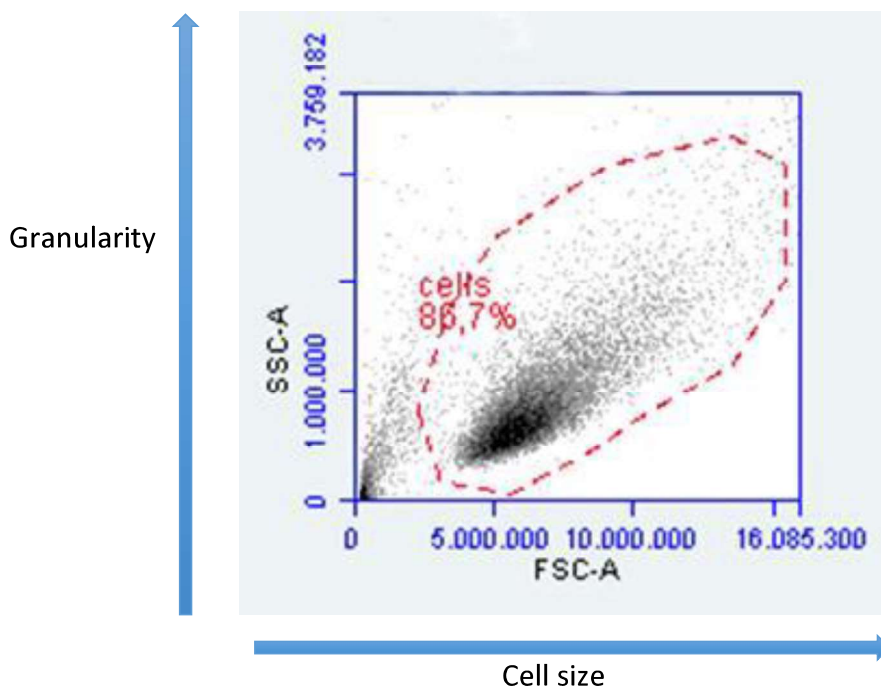 3.759.182
Granularity
cells
86,7%
SSC-A
1.000.000
0
0 5.000.000 10.000.000 16.085.300
FSC-A
Cell size